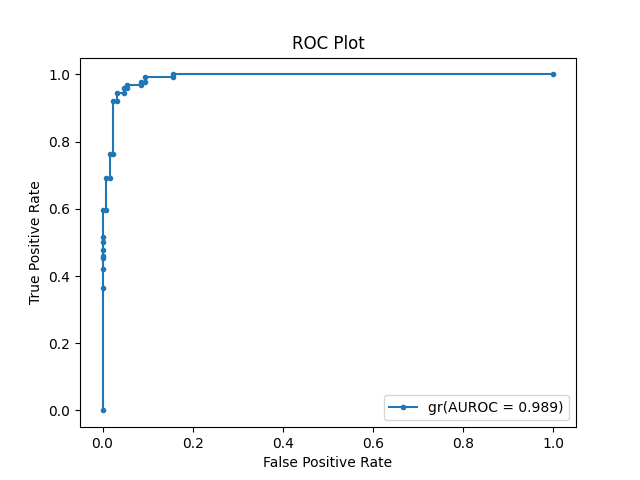 ROC Plot
1.0
0.8
0.6
0.4
0.2
0.0
True Positive Rate
gr(AUROC = 0.989)
0.0 0.2 0.4 0.6 0.8 1.0
False Positive Rate